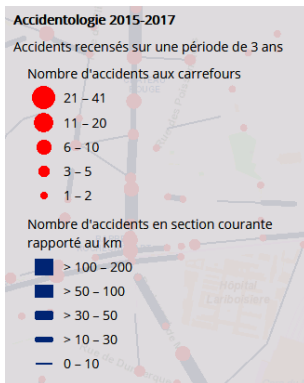 Accidentologie 2015-2017
Accidents recensés sur une période de 3 ans
Nombre d'accidents aux carrefours
21 – 41
11 – 20
6 – 10
3 – 5
1 – 2
Nombre d'accidents en section courante
rapporté au km
> 100 – 200
> 50 – 100
> 30 – 50
> 10 – 30
0 – 10
Hôpital
Lariboisière